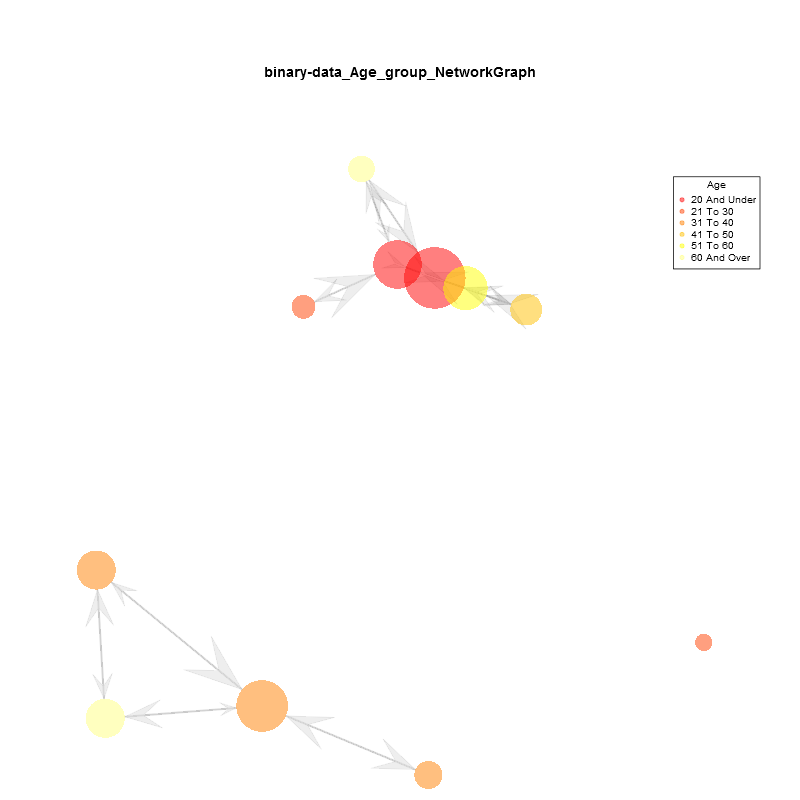 binary-data_Age_group_NetworkGraph
Age
20 And Under
21 To 30
31 To 40
41 To 50
51 To 60
60 And Over